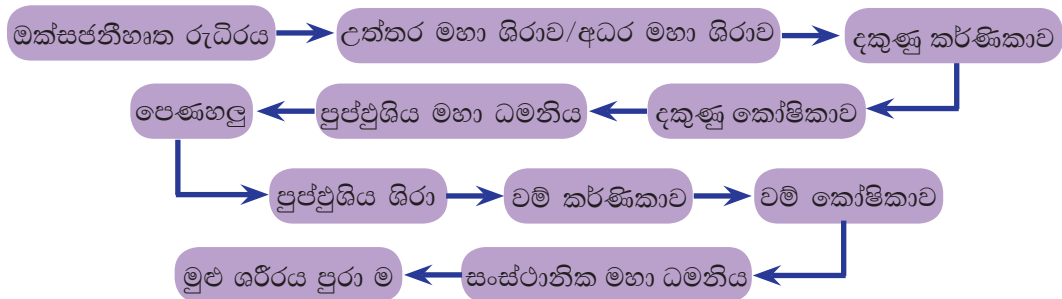 ඔක්සජනීහෘත රුධිරය
උත්තර මහා ශිරාව/අධර මහා ශිරාව
දකුණු කර්ණිකාව
දකුණු කෝෂිකාව
පුප්ඵුශිය මහා ධමනිය
පෙණහලු
පුප්ඵුශිය ශිරා
වම් කර්ණිකාව
වම් කෝෂිකාව
සංස්ථානික මහා ධමනිය
මුළු ශරීරය පුරා ම